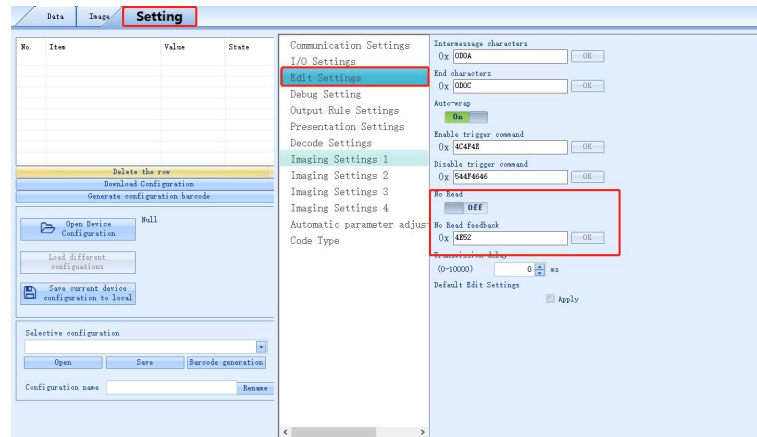 Data Image Setting
No. Item Value State
Delete the row
Download Configuration
Generate configuration barcode
Open Device
Configuration
Null
Load different
configuations
Save current device
configuration to local
Selective configuration
Open Save Barcode generation
Configuration name Rename
Communication Settings
I/O Settings
Edit Settings
Debug Setting
Output Rule Settings
Presentation Settings
Decode Settings
Imaging Settings 1
Imaging Settings 2
Imaging Settings 3
Imaging Settings 4
Automatic parameter adjus
Code Type
Intermessage characters
0x 0D0A OK
End characters
0x 0D0C OK
Auto-wrap
On
Enable trigger command
0x 4C4F4E OK
Disable trigger command
0x 544F4646 OK
No Read
Off
No Read feedback
0x 4E52 OK
Transmission delay
(0-10000) 0 ms
Default Edit Settings
Apply